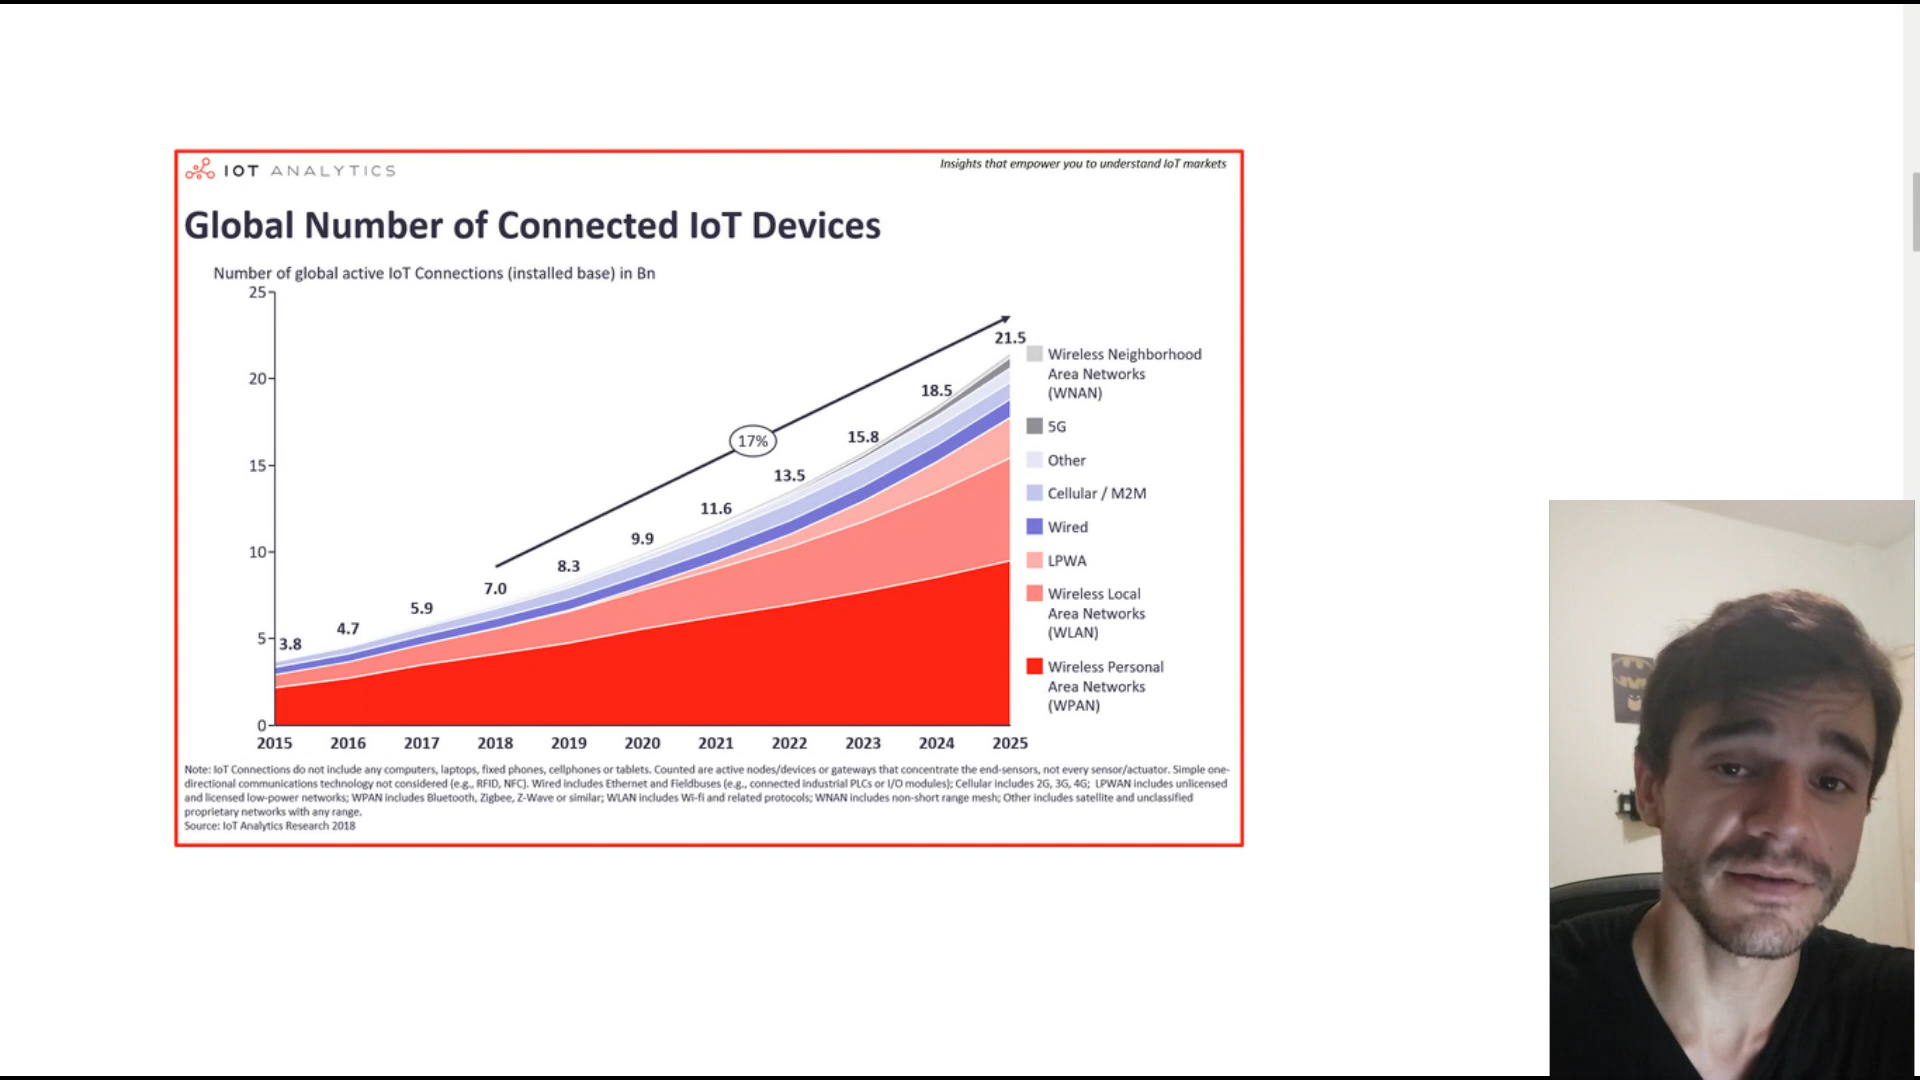 IOT ANALYTICS
Insights that empower you to understand IoT markets
Global Number of Connected IoT Devices
Number of global active IoT Connections (installed base) in Bn
25
20
15
10
5
0
3.8
4.7
5.9
7.0
8.3
9.9
11.6
13.5
15.8
18.5
21.5
17%
2015 2016 2017 2018 2019 2020 2021 2022 2023 2024 2025
Wireless Neighborhood
Area Networks
(WNAN)
5G
Other
Cellular / M2M
Wired
LPWA
Wireless Local
Area Networks
(WLAN)
Wireless Personal
Area Networks
(WPAN)
Note: IoT Connections do not include any computers, laptops, fixed phones, cellphones or tablets. Counted are active nodes/devices or gateways that concentrate the end-sensors, not every sensor/actuator. Simple one-
directional communications technology not considered (e.g., RFID, NFC). Wired includes Ethernet and Fieldbuses (e.g., connected industrial PLCs or I/O modules); Cellular includes 2G, 3G, 4G; LPWAN includes unlicensed
and licensed low-power networks; WPAN includes Bluetooth, Zigbee, Z-Wave or similar; WLAN includes Wi-fi and related protocols; WNAN includes non-short range mesh; Other includes satellite and unclassified
proprietary networks with any range.
Source: IoT Analytics Research 2018